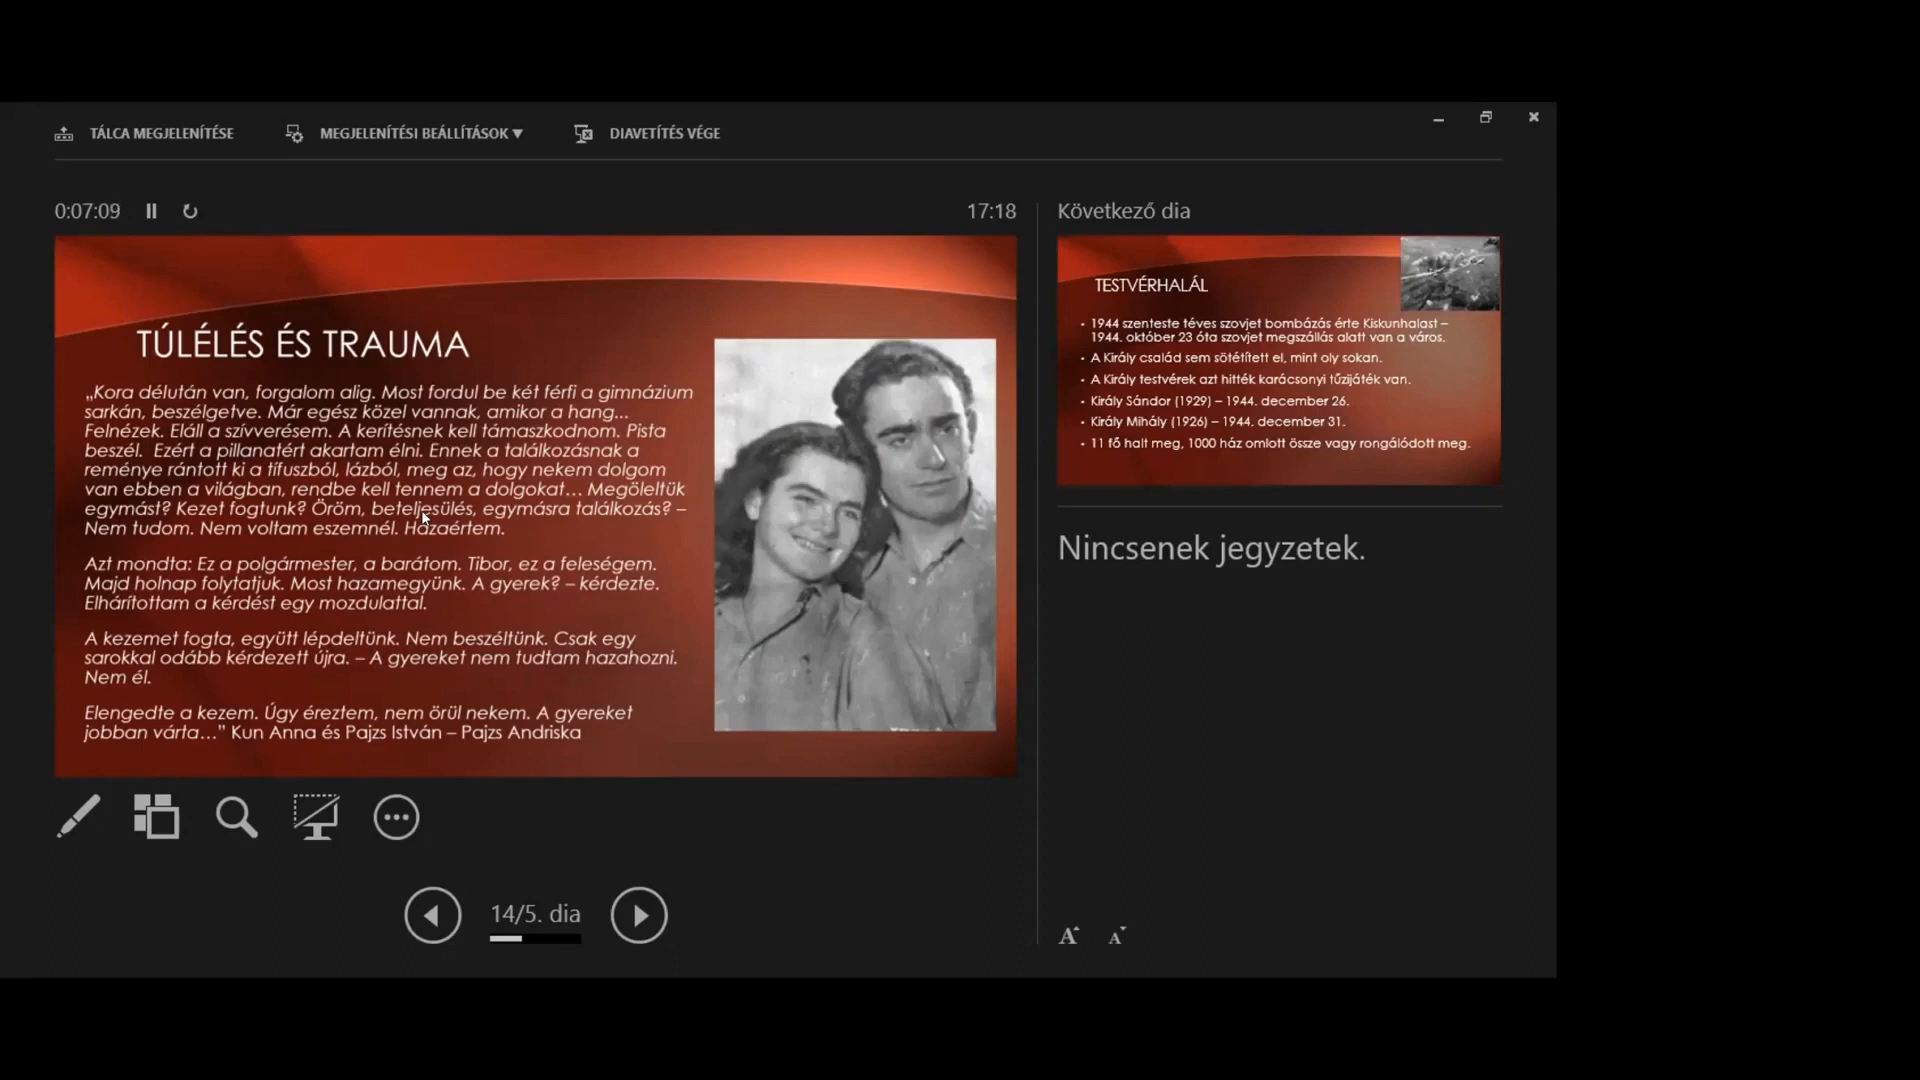 TÁLCA MEGJELENÍTÉSE
MEGJELENÍTÉSI BEÁLLÍTÁSOK ▼
DIAVETÍTÉS VÉGE
0:07:09
17:18
TÚLÉLÉS ÉS TRAUMA
„Kora délután van, forgalom alig. Most fordul be két férfi a gimnázium
sarkán, beszélgetve. Már egész közel vannak, amikor a hang...
Felnézek. Eláll a szívverésem. A kerítésnek kell támaszkodnom. Pista
beszél. Ezért a pillanatért akartam élni. Ennek a találkozásnak a
reménye rántott ki a tífuszból, lázból, meg az, hogy nekem dolgom
van ebben a világban, rendbe kell tennem a dolgokat... Megöleltük
egymást? Kezet fogtunk? Öröm, beteljesülés, egymásra találkozás? –
Nem tudom. Nem voltam eszemnél. Hazaértem.
Azt mondta: Ez a polgármester, a barátom. Tibor, ez a feleségem.
Majd holnap folytatjuk. Most hazamegyünk. A gyerek? – kérdezte.
Elhárítottam a kérdést egy mozdulattal.
A kezemet fogta, együtt lépdeltünk. Nem beszéltünk. Csak egy
sarokkal odább kérdezett újra. – A gyereket nem tudtam hazahozni.
Nem él.
Elengedte a kezem. Úgy éreztem, nem örül nekem. A gyereket
jobban várta...” Kun Anna és Pajzs István – Pajzs Andriska
14/5. dia
Következő dia
TESTVÉRHALÁL
• 1944 szenteste téves szovjet bombázás érte Kiskunhalast –
1944. október 23 óta szovjet megszállás alatt van a város.
• A Király család sem sötétített el, mint oly sokan.
• A Király testvérek azt hitték karácsonyi tűzijáték van.
• Király Sándor (1929) – 1944. december 26.
• Király Mihály (1926) – 1944. december 31.
• 11 fő halt meg, 1000 ház omlott össze vagy rongálódott meg.
Nincsenek jegyzetek.
A A